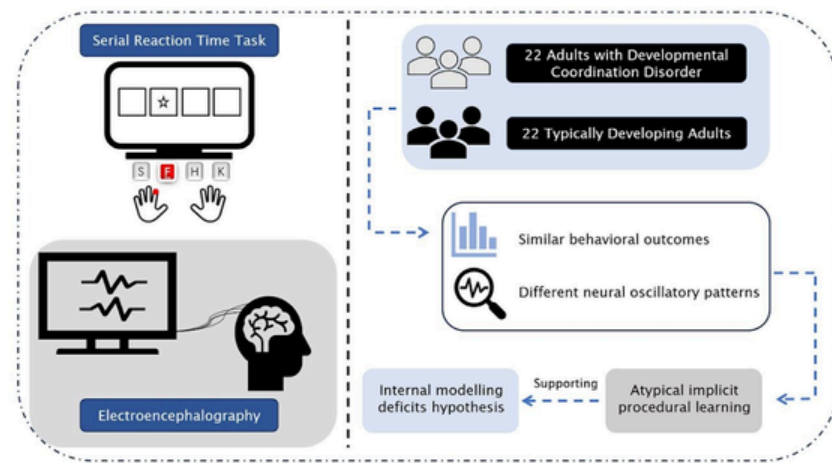 Serial Reaction Time Task
S F H K
Electroencephalography
22 Adults with Developmental
Coordination Disorder
22 Typically Developing Adults
Similar behavioral outcomes
Different neural oscillatory patterns
Internal modelling
deficits hypothesis
Supporting
Atypical implicit
procedural learning